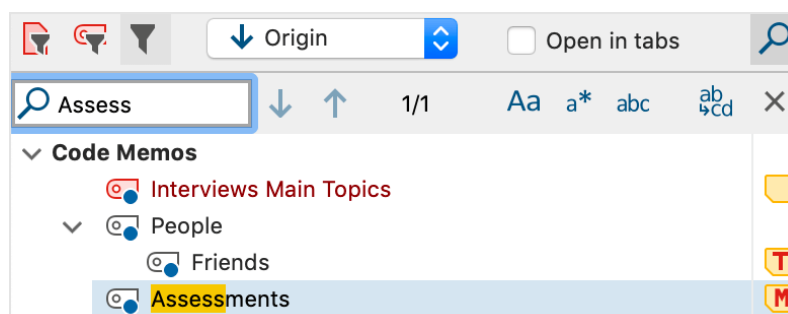 Origin Open in tabs
Assess 1/1 Aa a* abc ab cd
Code Memos
Interviews Main Topics
People
Friends T
Assessments M